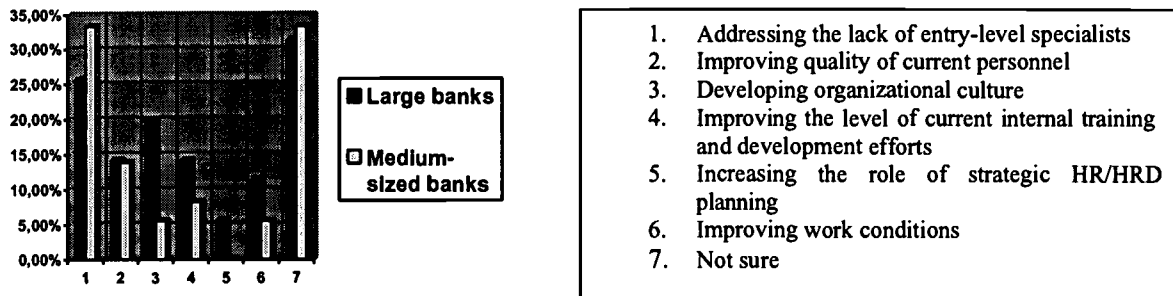 35,00%
30,00%
25,00%
20,00%
15,00%
10,00%
5,00%
0,00%
1 2 3 4 5 6 7
Large banks
Medium-
sized banks
1. Addressing the lack of entry-level specialists
2. Improving quality of current personnel
3. Developing organizational culture
4. Improving the level of current internal training
and development efforts
5. Increasing the role of strategic HR/HRD
planning
6. Improving work conditions
7. Not sure